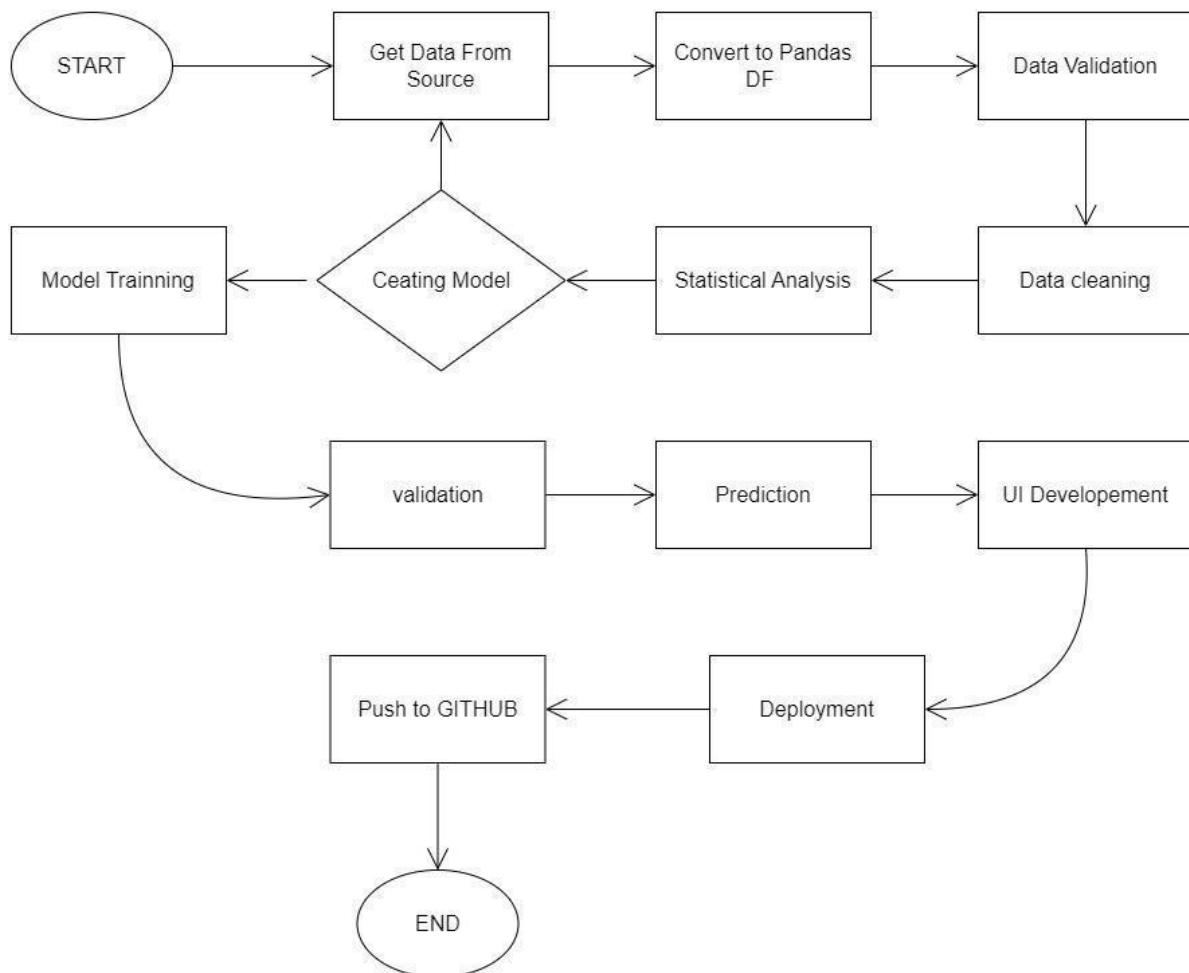 START
Get Data From
Source
Convert to Pandas
DF
Data Validation
Model Trainning
Ceating Model
Statistical Analysis
Data cleaning
validation
Prediction
UI Developement
Push to GITHUB
Deployment
END